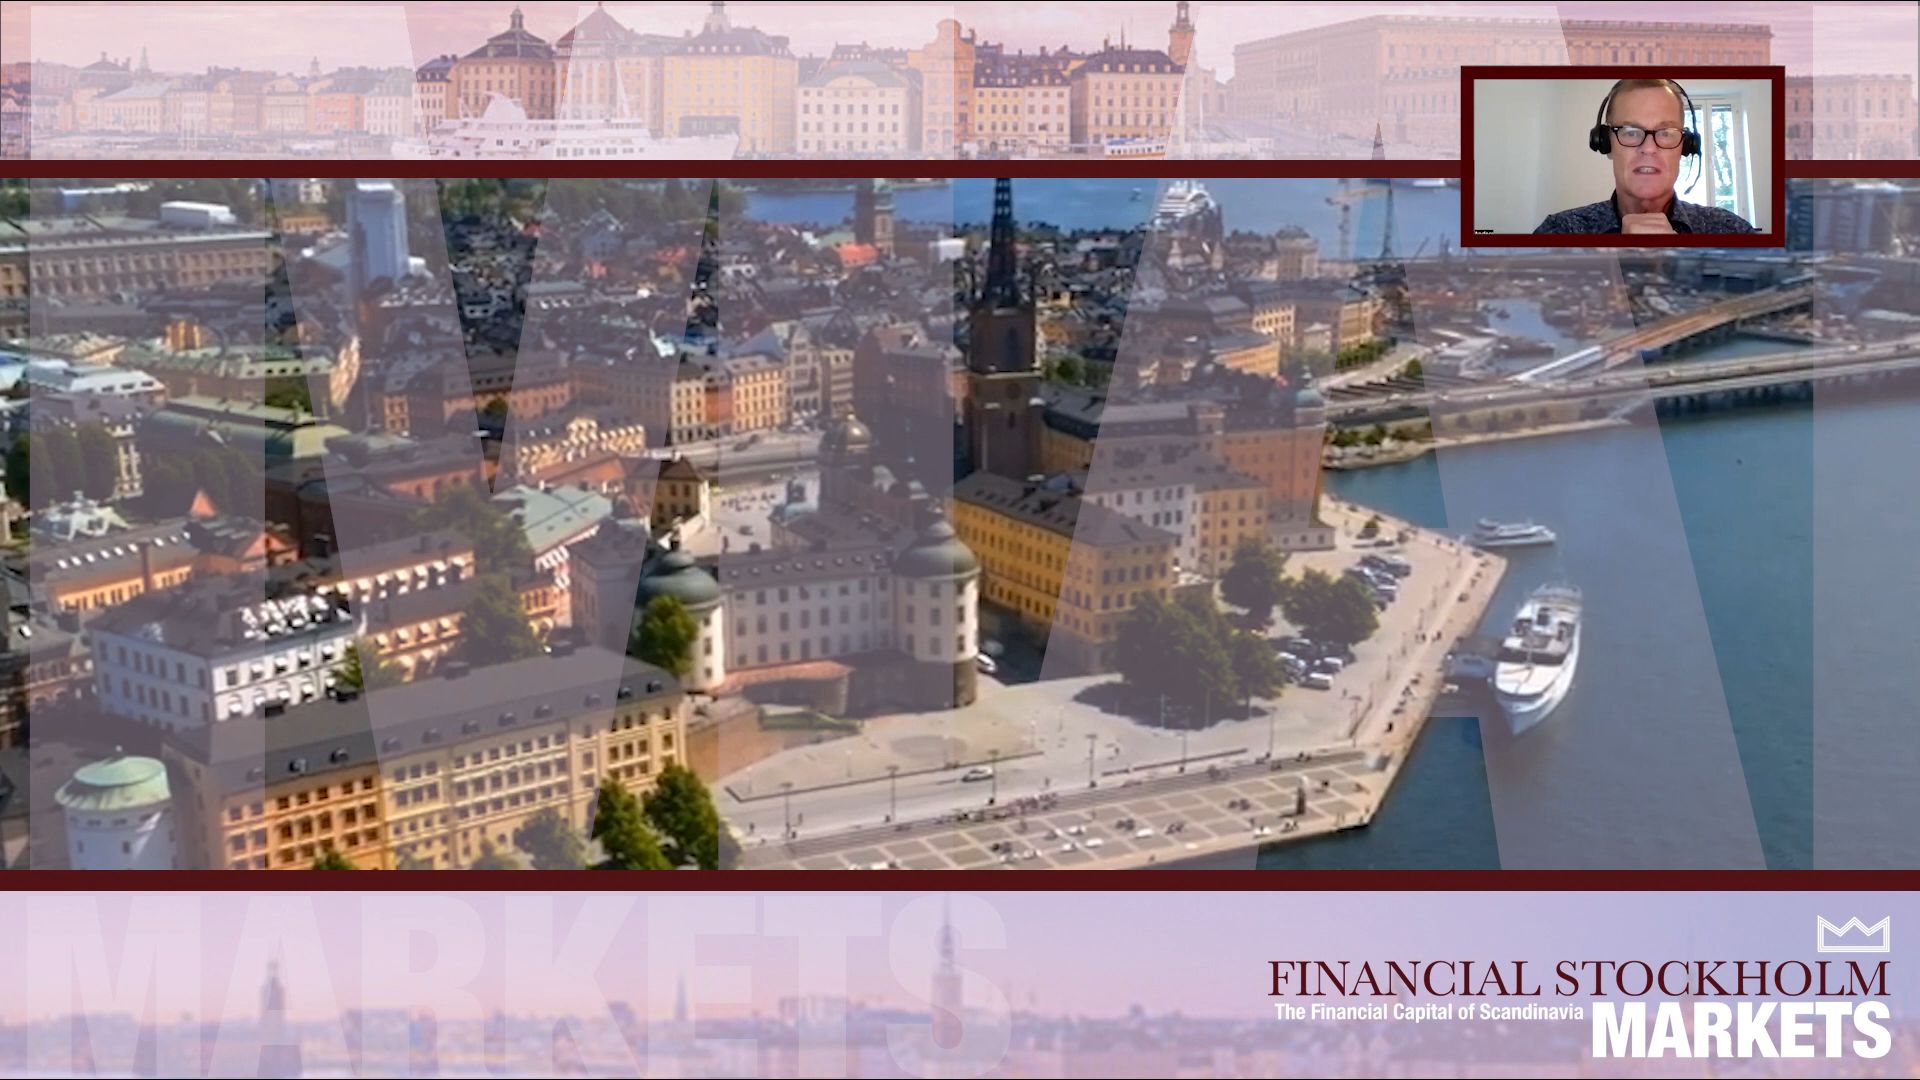 MARKETS
FINANCIAL STOCKHOLM
The Financial Capital of Scandinavia
MARKETS